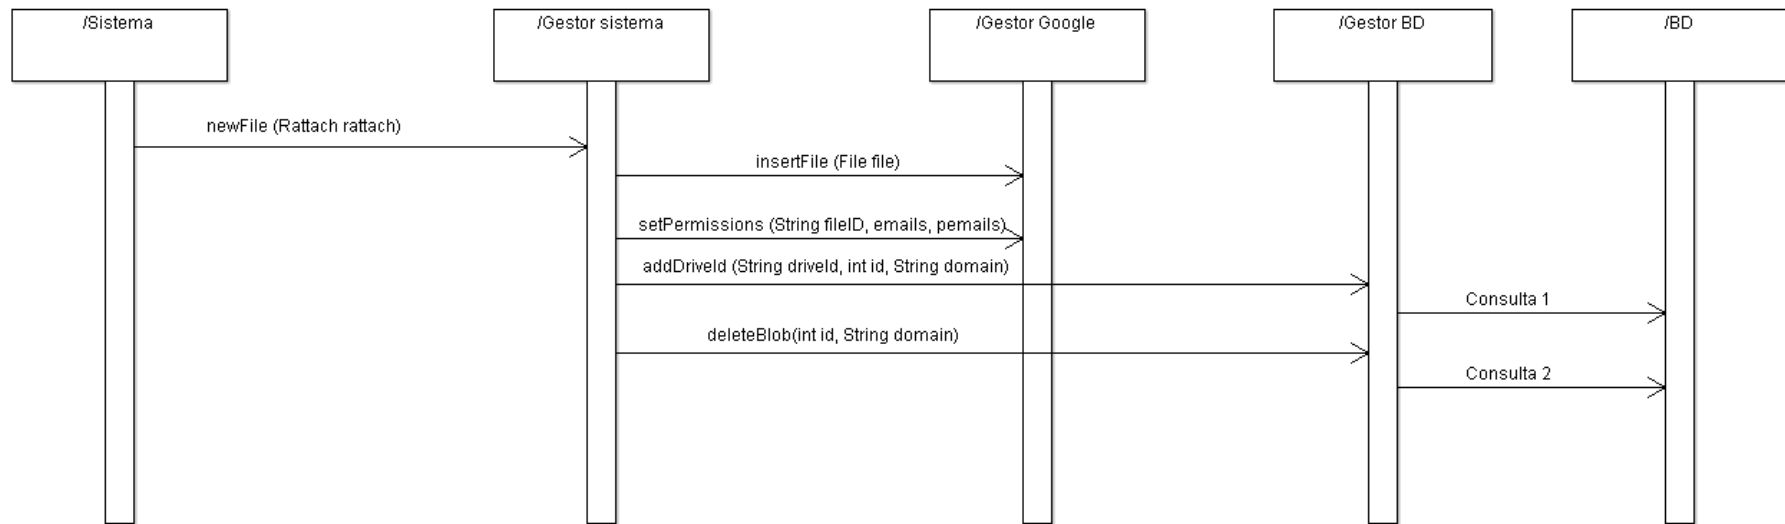 /Sistema
/Gestor sistema
/Gestor Google
/Gestor BD
/BD
newFile (Rattach rattach)
insertFile (File file)
setPermissions (String fileID, emails, pemails)
addDriveId (String driveId, int id, String domain)
Consulta 1
deleteBlob(int id, String domain)
Consulta 2